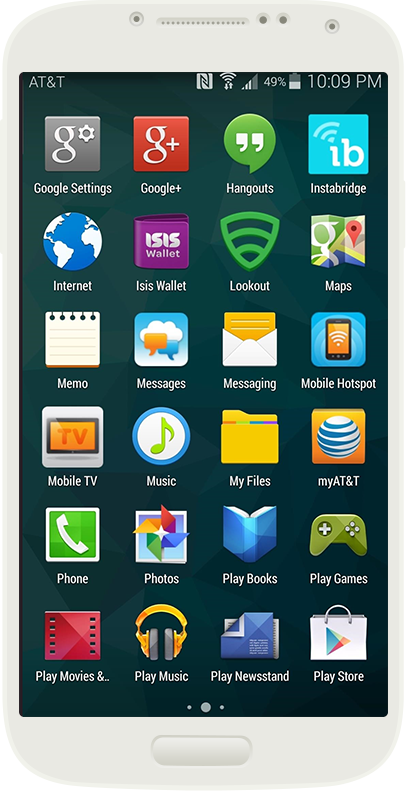 AT&T 49% 10:09 PM
g g+ ib
Google Settings Google+ Hangouts Instabridge
ISIS
Wallet
g
Internet Isis Wallet Lookout Maps
Memo Messages Messaging Mobile Hotspot
TV
Mobile TV Music My Files myAT&T
Phone Photos Play Books Play Games
Play Movies &.. Play Music Play Newsstand Play Store